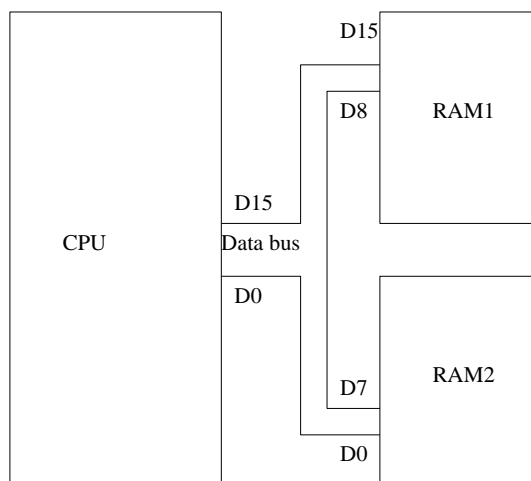 D15
D8
RAM1
D15
CPU
Data bus
D0
D7
RAM2
D0